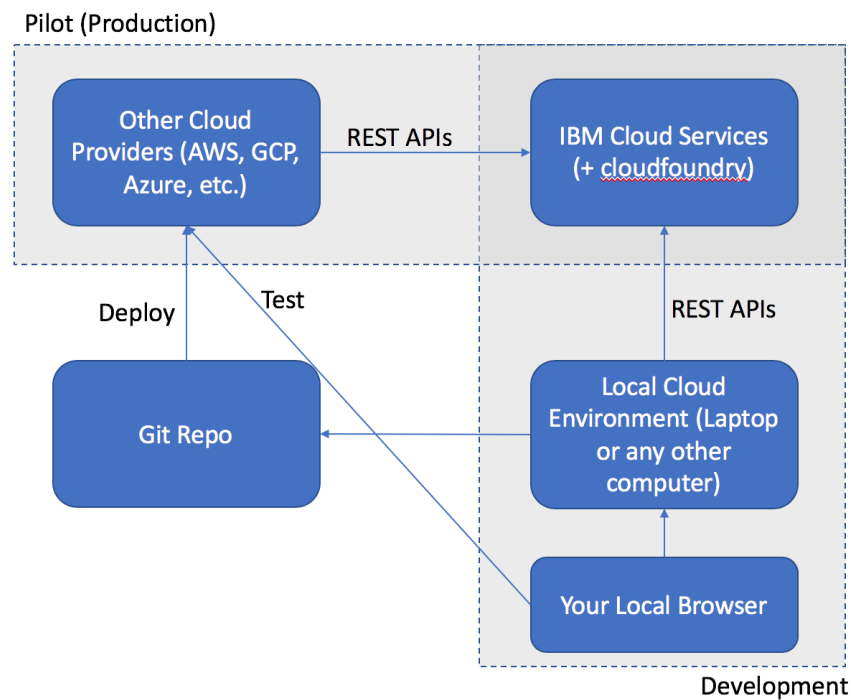 Pilot (Production)
Other Cloud
Providers (AWS, GCP,
Azure, etc.)
REST APIs
IBM Cloud Services
(+ cloudfoundry)
Deploy
Test
REST APIs
Git Repo
Local Cloud
Environment (Laptop
or any other
computer)
Your Local Browser
Development